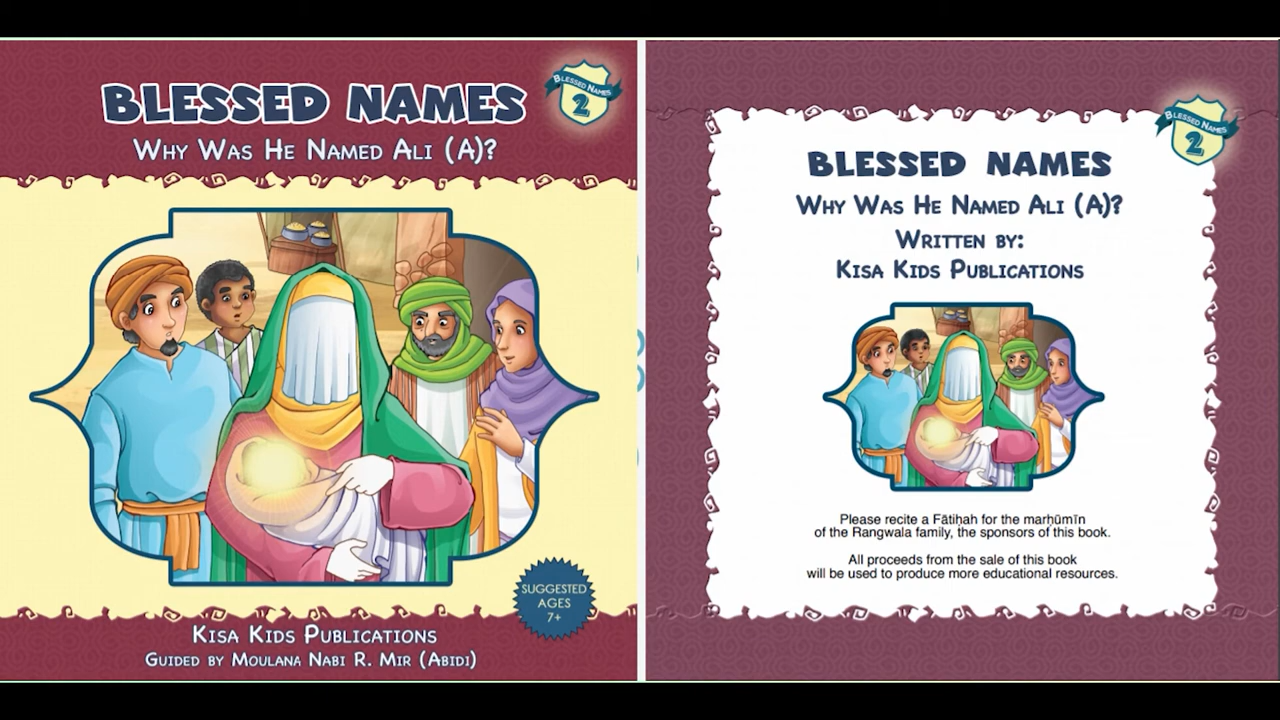 BLESSED NAMES
WHY WAS HE NAMED ALI (A)?
BLESSED NAMES
2
SUGGESTED
AGES
7+
KISA KIDS PUBLICATIONS
GUIDED BY MOULANA NABI R. MIR (ABIDI)
BLESSED NAMES
2
BLESSED NAMES
WHY WAS HE NAMED ALI (A)?
WRITTEN BY:
KISA KIDS PUBLICATIONS
Please recite a Fātiḥah for the marḥūmīn
of the Rangwala family, the sponsors of this book.
All proceeds from the sale of this book
will be used to produce more educational resources.